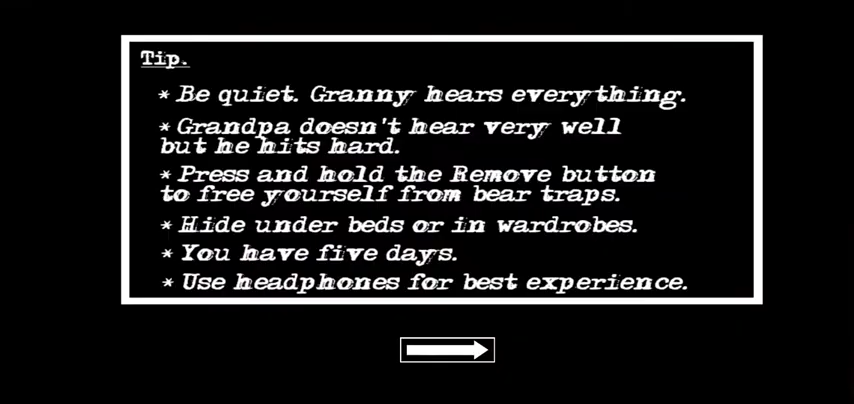 Tip.
* Be quiet. Granny hears everything.
* Grandpa doesn't hear very well
but he hits hard.
* Press and hold the Remove button
to free yourself from bear traps.
* Hide under beds or in wardrobes.
* You have five days.
* Use headphones for best experience.